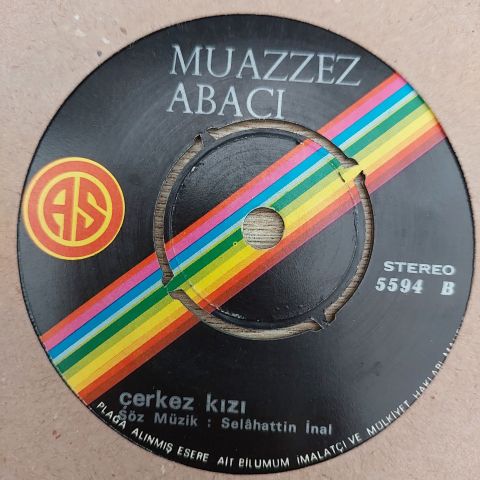 MUAZZEZ
ABACI
AS
STEREO
5594 B
çerkez kızı
Söz Müzik : Selâhattin İnal
PLAĞA ALINMIŞ ESERE AİT BİLUMUM İMALATÇI VE MÜLKİYET HAKLARI